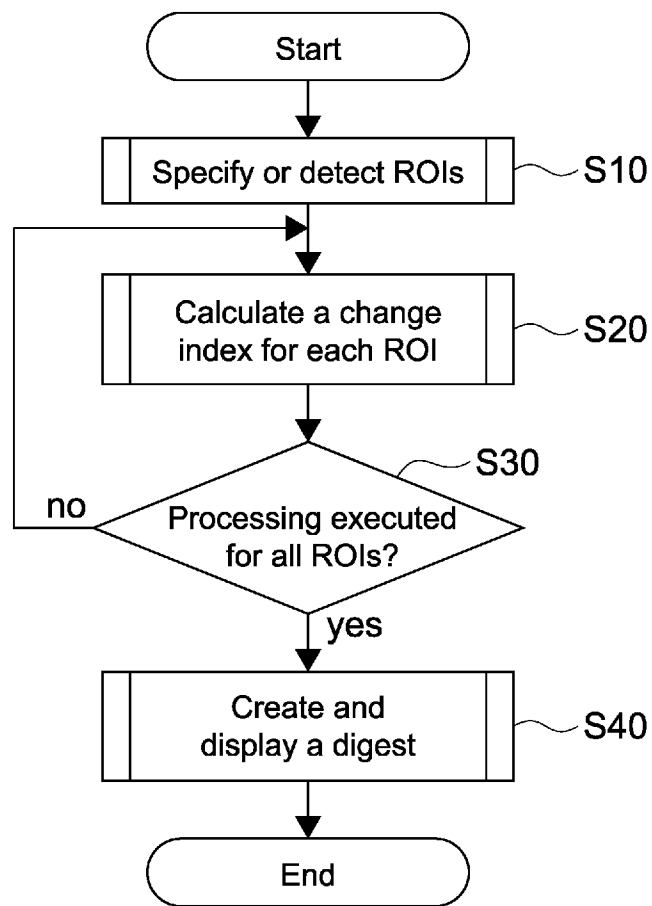 Start
Specify or detect ROIs
S10
Calculate a change
index for each ROI
S20
S30
Processing executed
for all ROIs?
no
yes
Create and
display a digest
S40
End